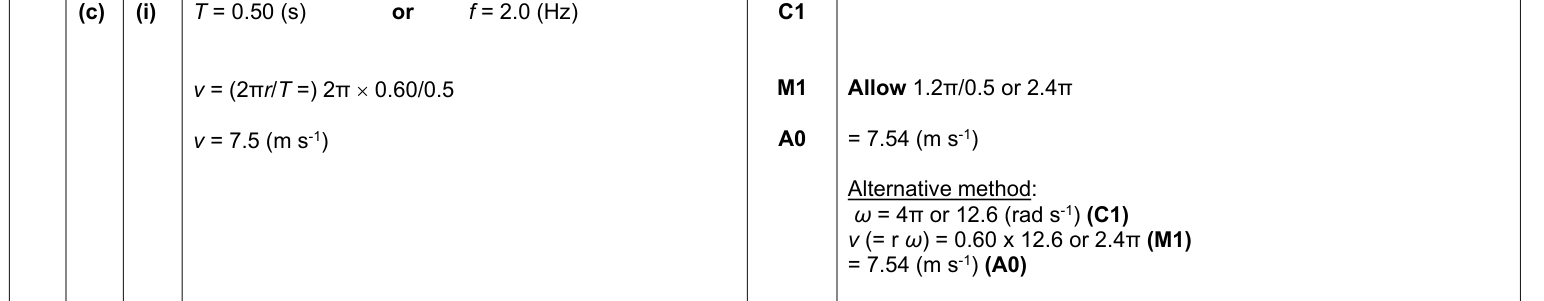 (c) (i) T = 0.50 (s) or f = 2.0 (Hz) C1
v = (2πr/T =) 2π × 0.60/0.5 M1 Allow 1.2π/0.5 or 2.4π
v = 7.5 (m s⁻¹) A0 = 7.54 (m s⁻¹)
Alternative method:
ω = 4π or 12.6 (rad s⁻¹) (C1)
v (= r ω) = 0.60 x 12.6 or 2.4π (M1)
= 7.54 (m s⁻¹) (A0)